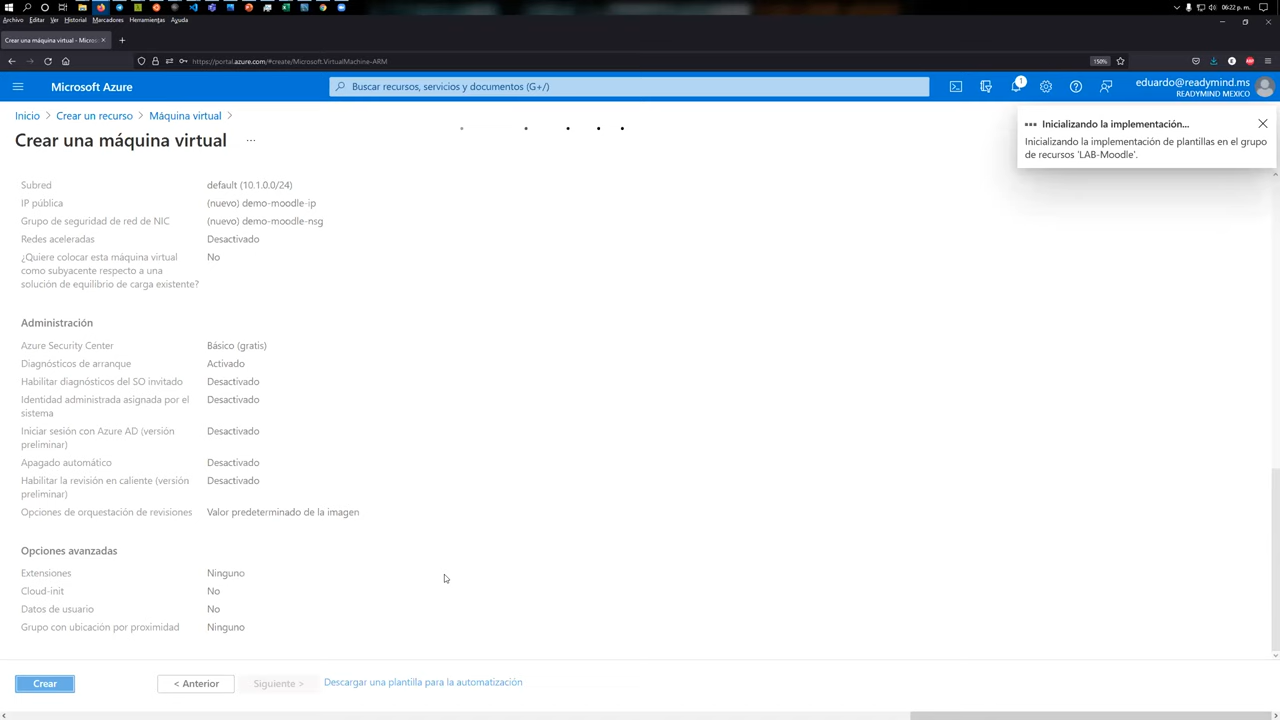 06:22 p. m.
Archivo Editar Ver Historial Marcadores Herramientas Ayuda
Crear una máquina virtual - Micros
https://portal.azure.com/#create/Microsoft.VirtualMachine-ARM
150%
Microsoft Azure
Buscar recursos, servicios y documentos (G+/)
1
eduardo@readymind.ms
READYMIND MEXICO
Inicio > Crear un recurso > Máquina virtual >
Crear una máquina virtual ...
Inicializando la implementación...
Inicializando la implementación de plantillas en el grupo
de recursos 'LAB-Moodle'.
Subred default (10.1.0.0/24)
IP pública (nuevo) demo-moodle-ip
Grupo de seguridad de red de NIC (nuevo) demo-moodle-nsg
Redes aceleradas Desactivado
¿Quiere colocar esta máquina virtual No
como subyacente respecto a una
solución de equilibrio de carga existente?
Administración
Azure Security Center Básico (gratis)
Diagnósticos de arranque Activado
Habilitar diagnósticos del SO invitado Desactivado
Identidad administrada asignada por el Desactivado
sistema
Iniciar sesión con Azure AD (versión Desactivado
preliminar)
Apagado automático Desactivado
Habilitar la revisión en caliente (versión Desactivado
preliminar)
Opciones de orquestación de revisiones Valor predeterminado de la imagen
Opciones avanzadas
Extensiones Ninguno
Cloud-init No
Datos de usuario No
Grupo con ubicación por proximidad Ninguno
Crear
< Anterior
Siguiente >
Descargar una plantilla para la automatización